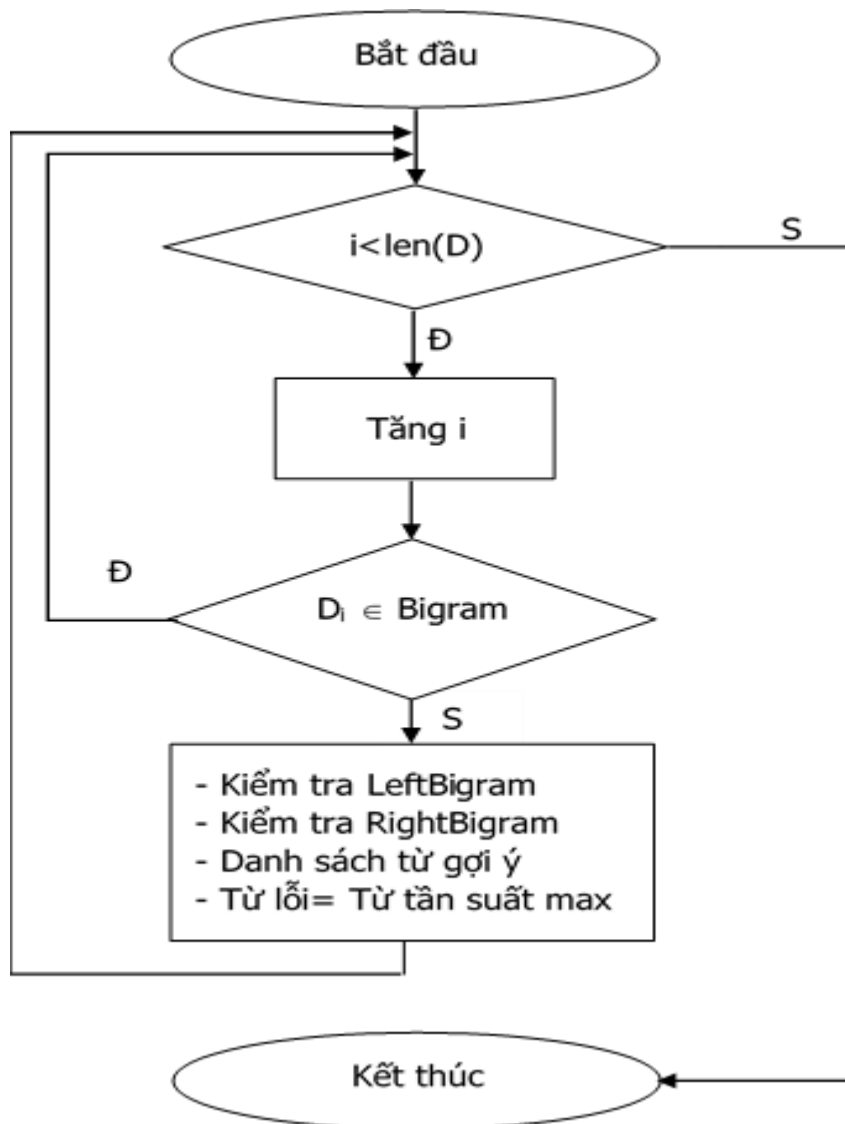 Bắt đầu
i<len(D)
S
Đ
Tăng i
Đ
Dᵢ ∈ Bigram
S
- Kiểm tra LeftBigram
- Kiểm tra RightBigram
- Danh sách từ gợi ý
- Từ lỗi= Từ tần suất max
Kết thúc